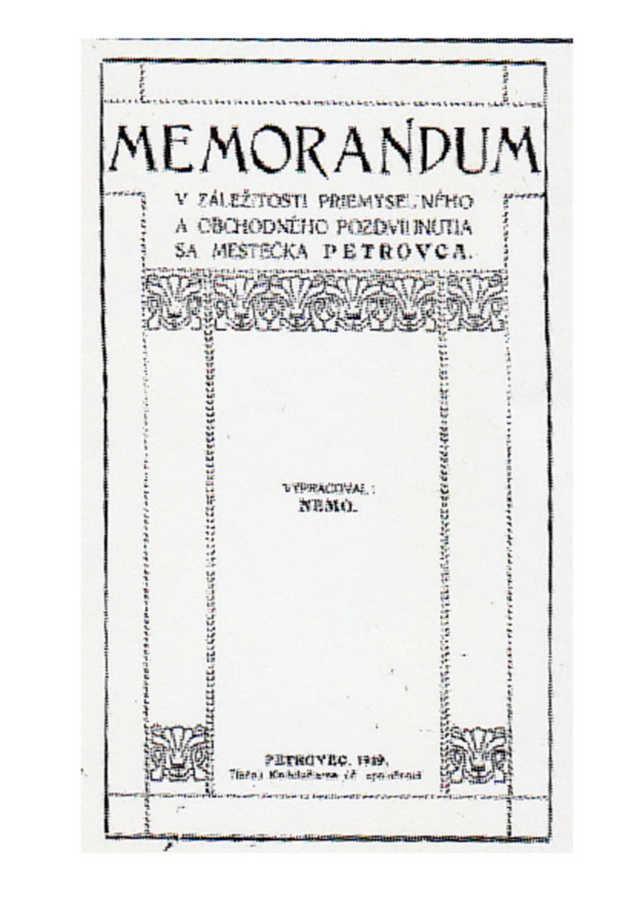 MEMORANDUM
V ZÁLEŽITOSTI PRIEMYSELNÉHO
A OBCHODNÉHO POZDVIHNUTIA
SA MESTEČKA PETROVCA.
VYPRACOVAL:
NEMO.
PETROVEC, 1919.